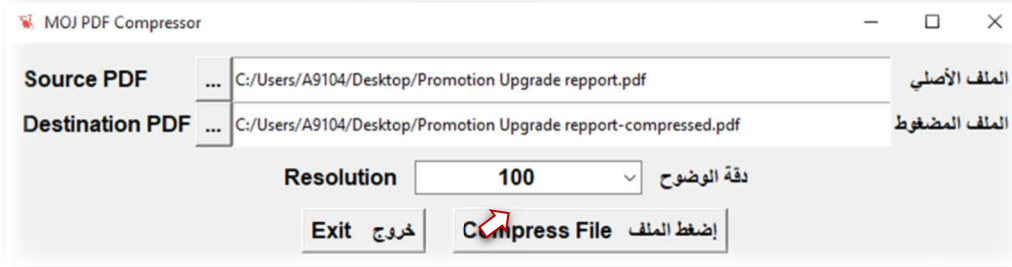 MOJ PDF Compressor
Source PDF ... C:/Users/A9104/Desktop/Promotion Upgrade repport.pdf الملف الأصلي
Destination PDF ... C:/Users/A9104/Desktop/Promotion Upgrade repport-compressed.pdf الملف المضغوط
Resolution 100 دقة الوضوح
Exit خروج Compress File إضغط الملف